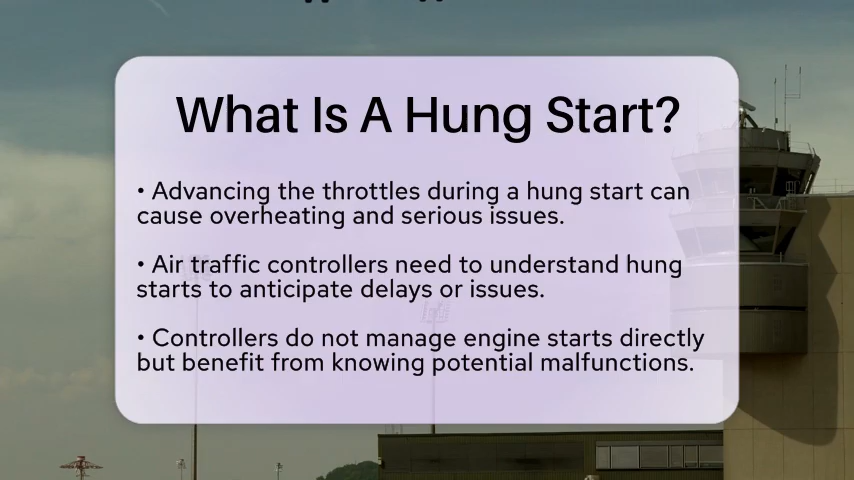 What Is A Hung Start?
• Advancing the throttles during a hung start can
cause overheating and serious issues.
• Air traffic controllers need to understand hung
starts to anticipate delays or issues.
• Controllers do not manage engine starts directly
but benefit from knowing potential malfunctions.